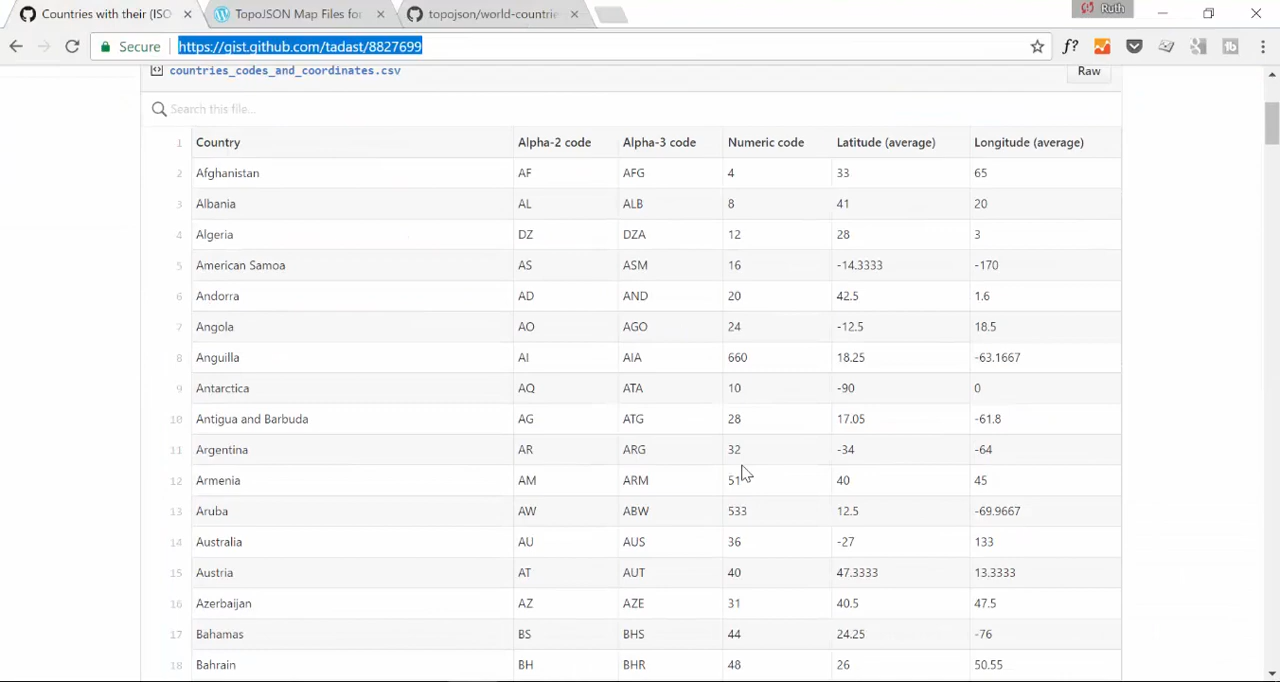 Countries with their (ISO
TopoJSON Map Files for
topojson/world-countrie
Ruth
Secure
https://gist.github.com/tadast/8827699
f?
countries_codes_and_coordinates.csv
Raw
Search this file...
1 Country Alpha-2 code Alpha-3 code Numeric code Latitude (average) Longitude (average)
2 Afghanistan AF AFG 4 33 65
3 Albania AL ALB 8 41 20
4 Algeria DZ DZA 12 28 3
5 American Samoa AS ASM 16 -14.3333 -170
6 Andorra AD AND 20 42.5 1.6
7 Angola AO AGO 24 -12.5 18.5
8 Anguilla AI AIA 660 18.25 -63.1667
9 Antarctica AQ ATA 10 -90 0
10 Antigua and Barbuda AG ATG 28 17.05 -61.8
11 Argentina AR ARG 32 -34 -64
12 Armenia AM ARM 51 40 45
13 Aruba AW ABW 533 12.5 -69.9667
14 Australia AU AUS 36 -27 133
15 Austria AT AUT 40 47.3333 13.3333
16 Azerbaijan AZ AZE 31 40.5 47.5
17 Bahamas BS BHS 44 24.25 -76
18 Bahrain BH BHR 48 26 50.55